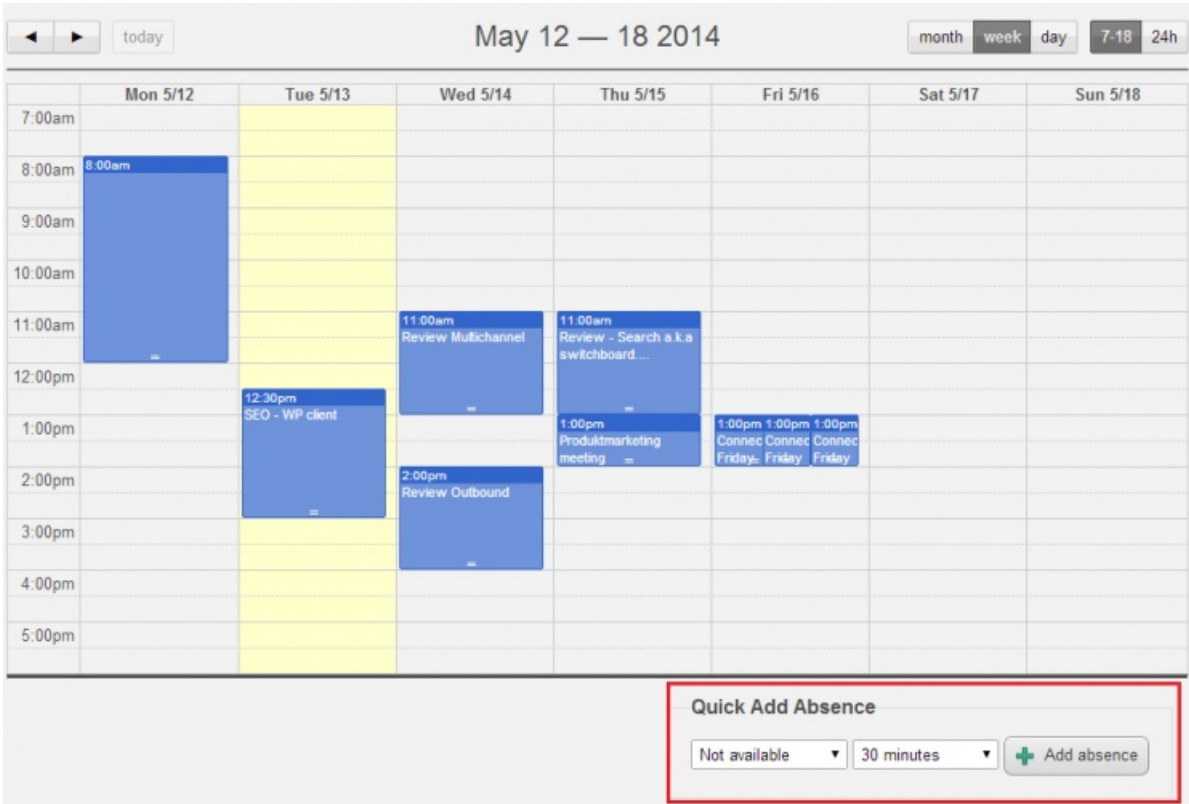 ◄ ► today May 12 — 18 2014 month week day 7-18 24h
Mon 5/12 Tue 5/13 Wed 5/14 Thu 5/15 Fri 5/16 Sat 5/17 Sun 5/18
7:00am
8:00am
8:00am
9:00am
10:00am
11:00am
11:00am
Review Multichannel
11:00am
Review - Search a.k.a
switchboard....
12:00pm
12:30pm
SEO - WP client
1:00pm
1:00pm
Produktmarketing
meeting
1:00pm 1:00pm 1:00pm
Connec Connec Connec
Friday Friday Friday
2:00pm
2:00pm
Review Outbound
3:00pm
4:00pm
5:00pm
Quick Add Absence
Not available 30 minutes Add absence